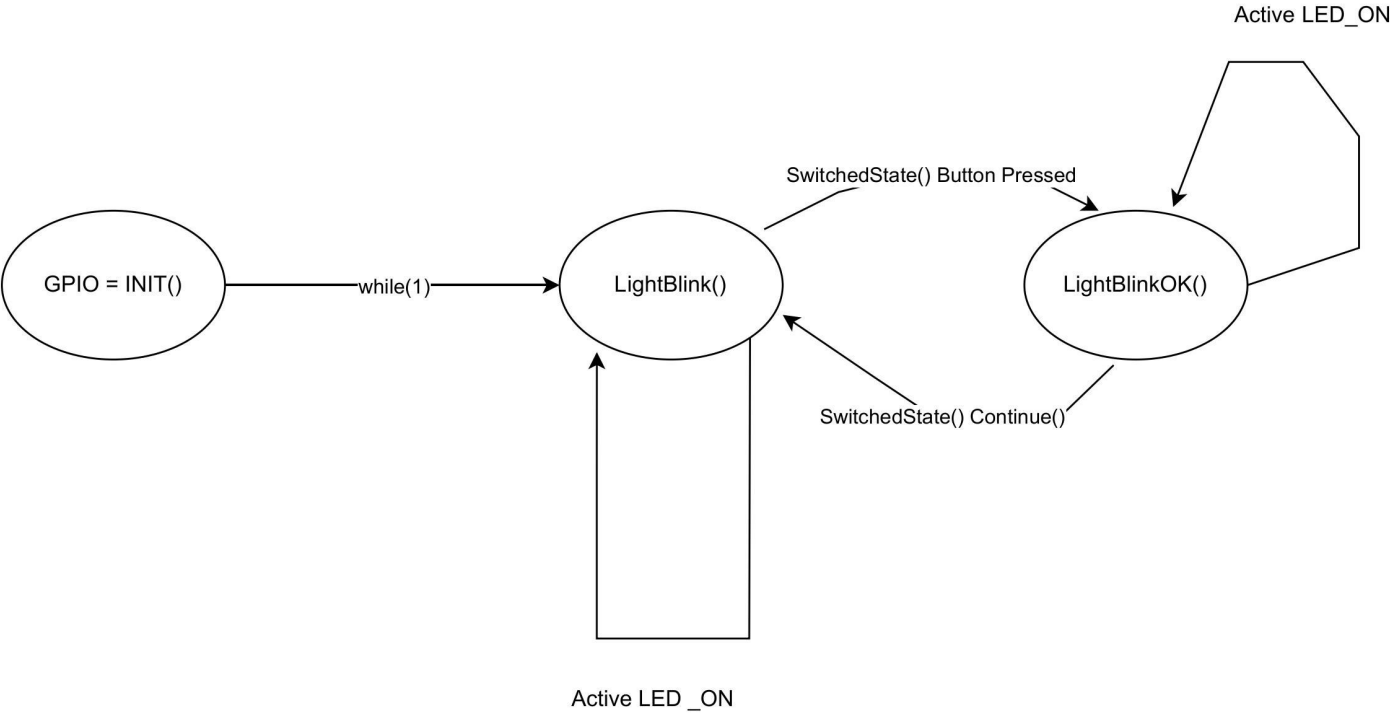 Active LED_ON
SwitchedState() Button Pressed
GPIO = INIT()
while(1)
LightBlink()
LightBlinkOK()
SwitchedState() Continue()
Active LED _ON